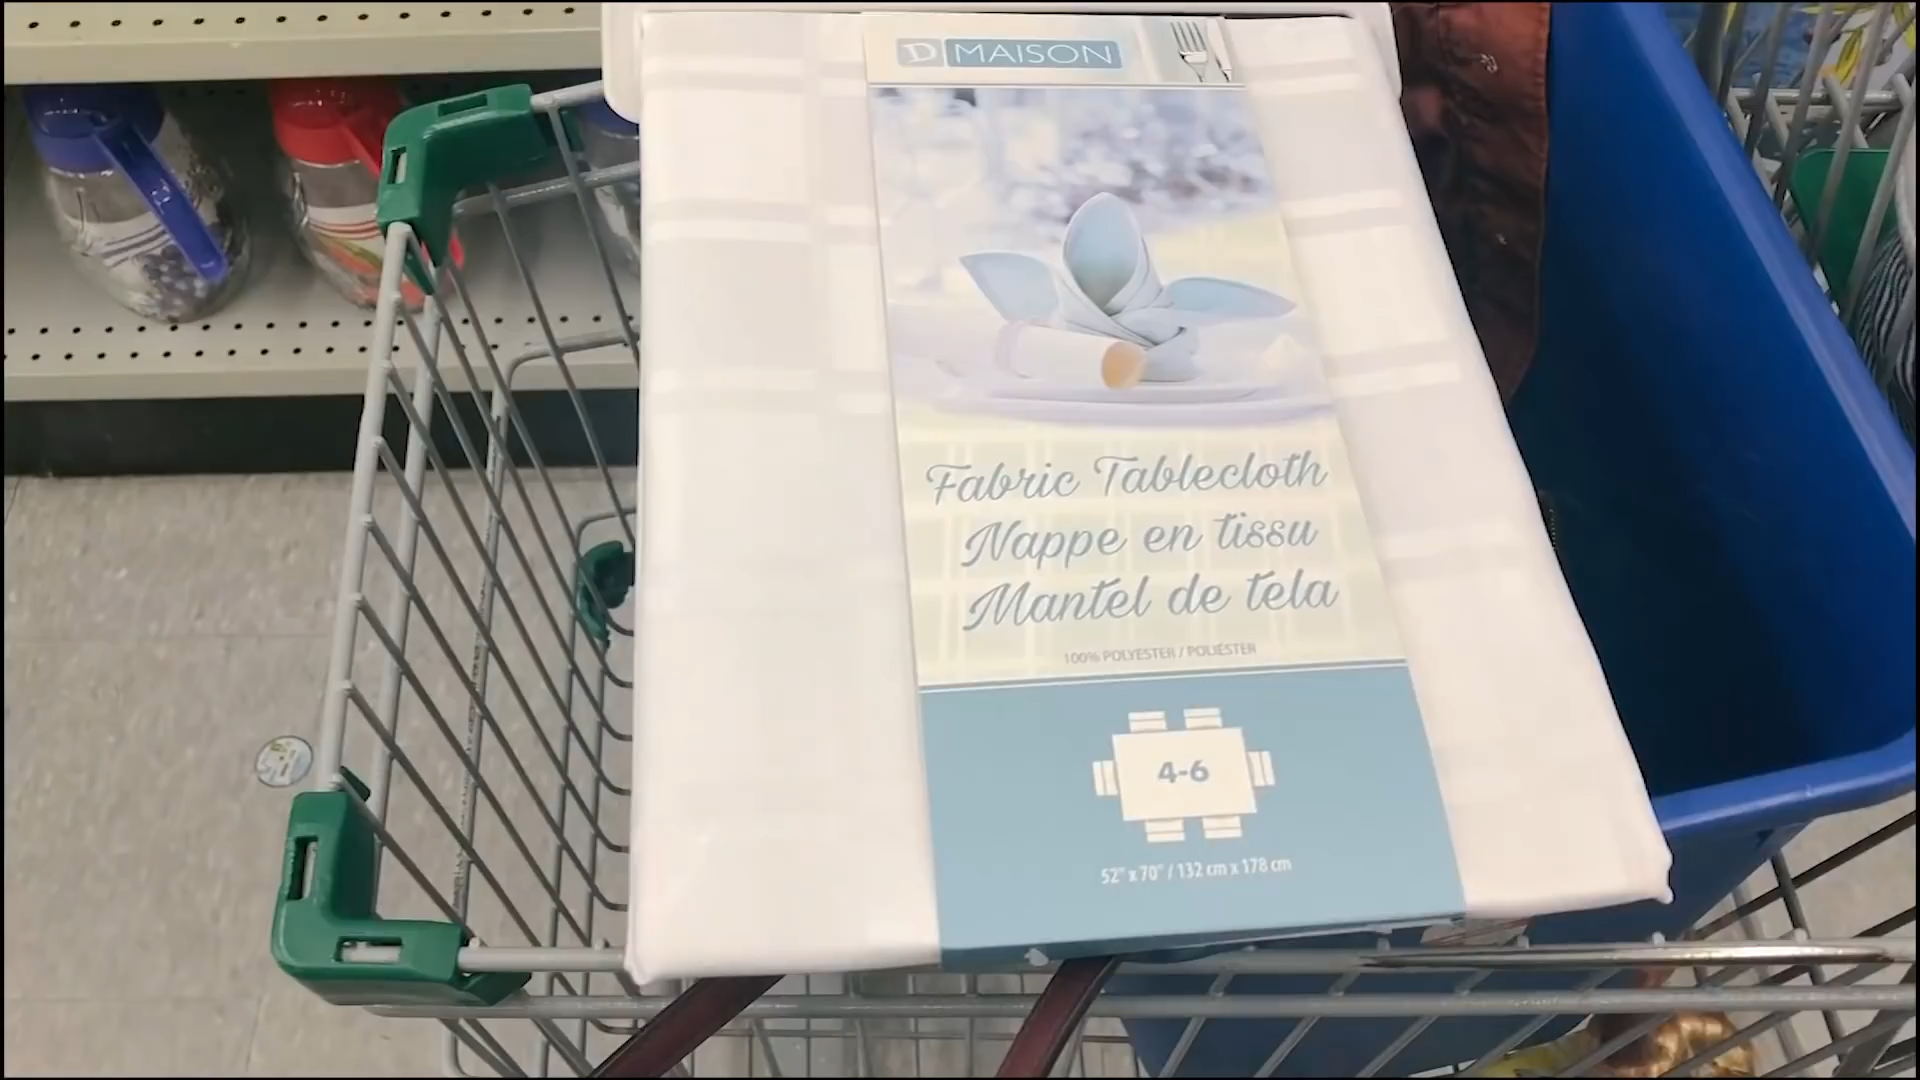 D MAISON
Fabric Tablecloth
Nappe en tissu
Mantel de tela
100% POLYESTER / POLIÉSTER
4-6
52" x 70" / 132 cm x 178 cm